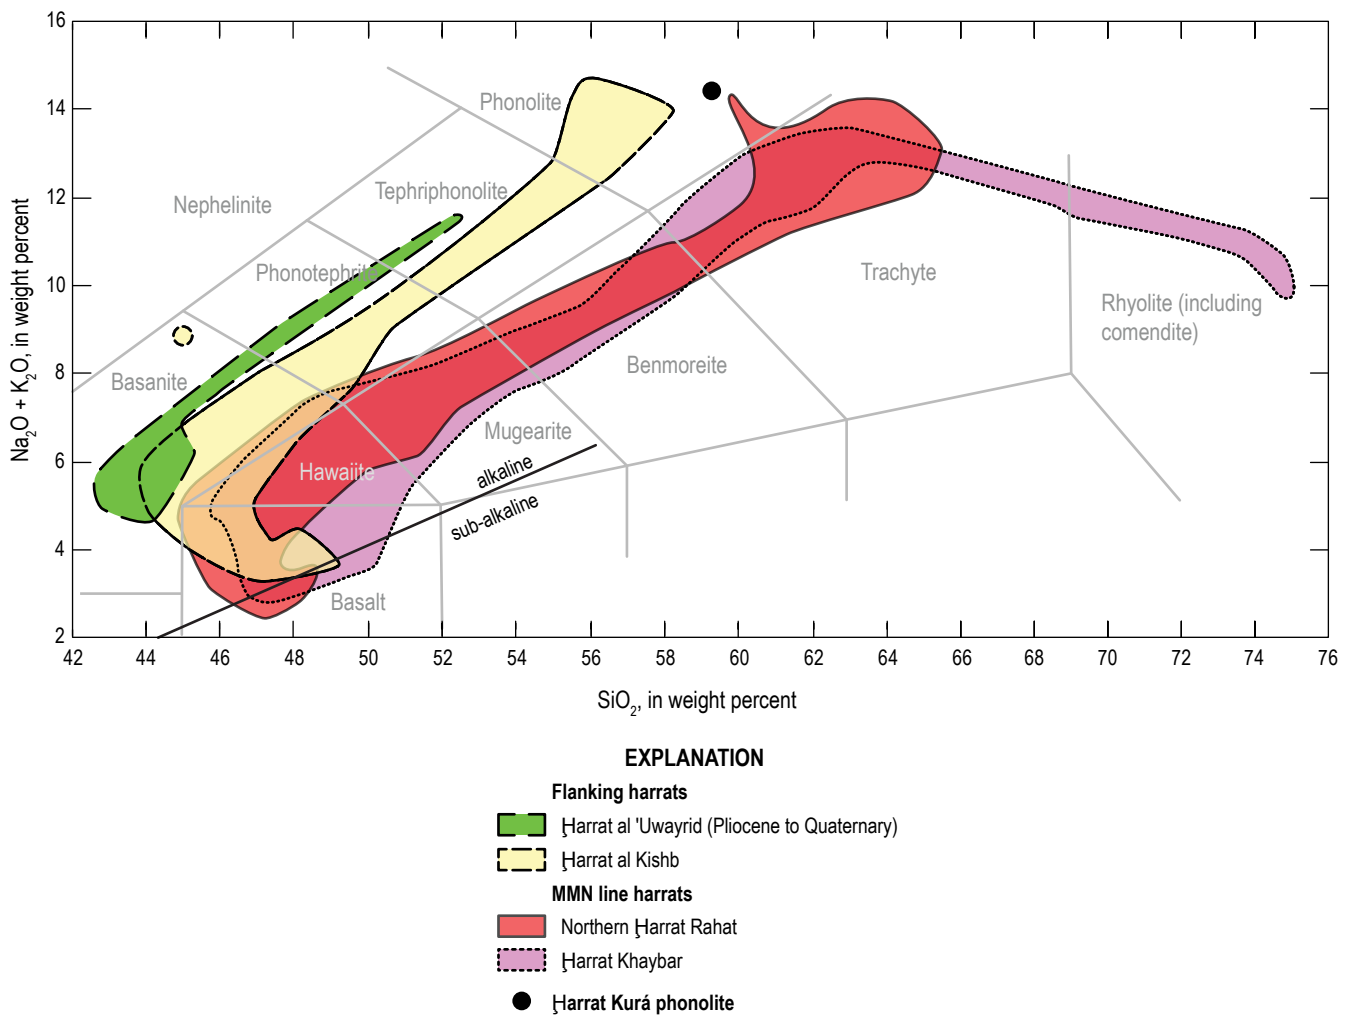 16
14
12
10
8
6
4
2
Na₂O + K₂O, in weight percent
Phonolite
Tephriphonolite
Nephelinite
Phonotephrite
Trachyte
Rhyolite (including
comendite)
Basanite
Benmoreite
Mugearite
Hawaiite
alkaline
sub-alkaline
Basalt
42 44 46 48 50 52 54 56 58 60 62 64 66 68 70 72 74 76
SiO₂, in weight percent
EXPLANATION
Flanking harrats
Ḩarrat al 'Uwayrid (Pliocene to Quaternary)
Ḩarrat al Kishb
MMN line harrats
Northern Ḩarrat Rahat
Ḩarrat Khaybar
Ḩarrat Kurá phonolite